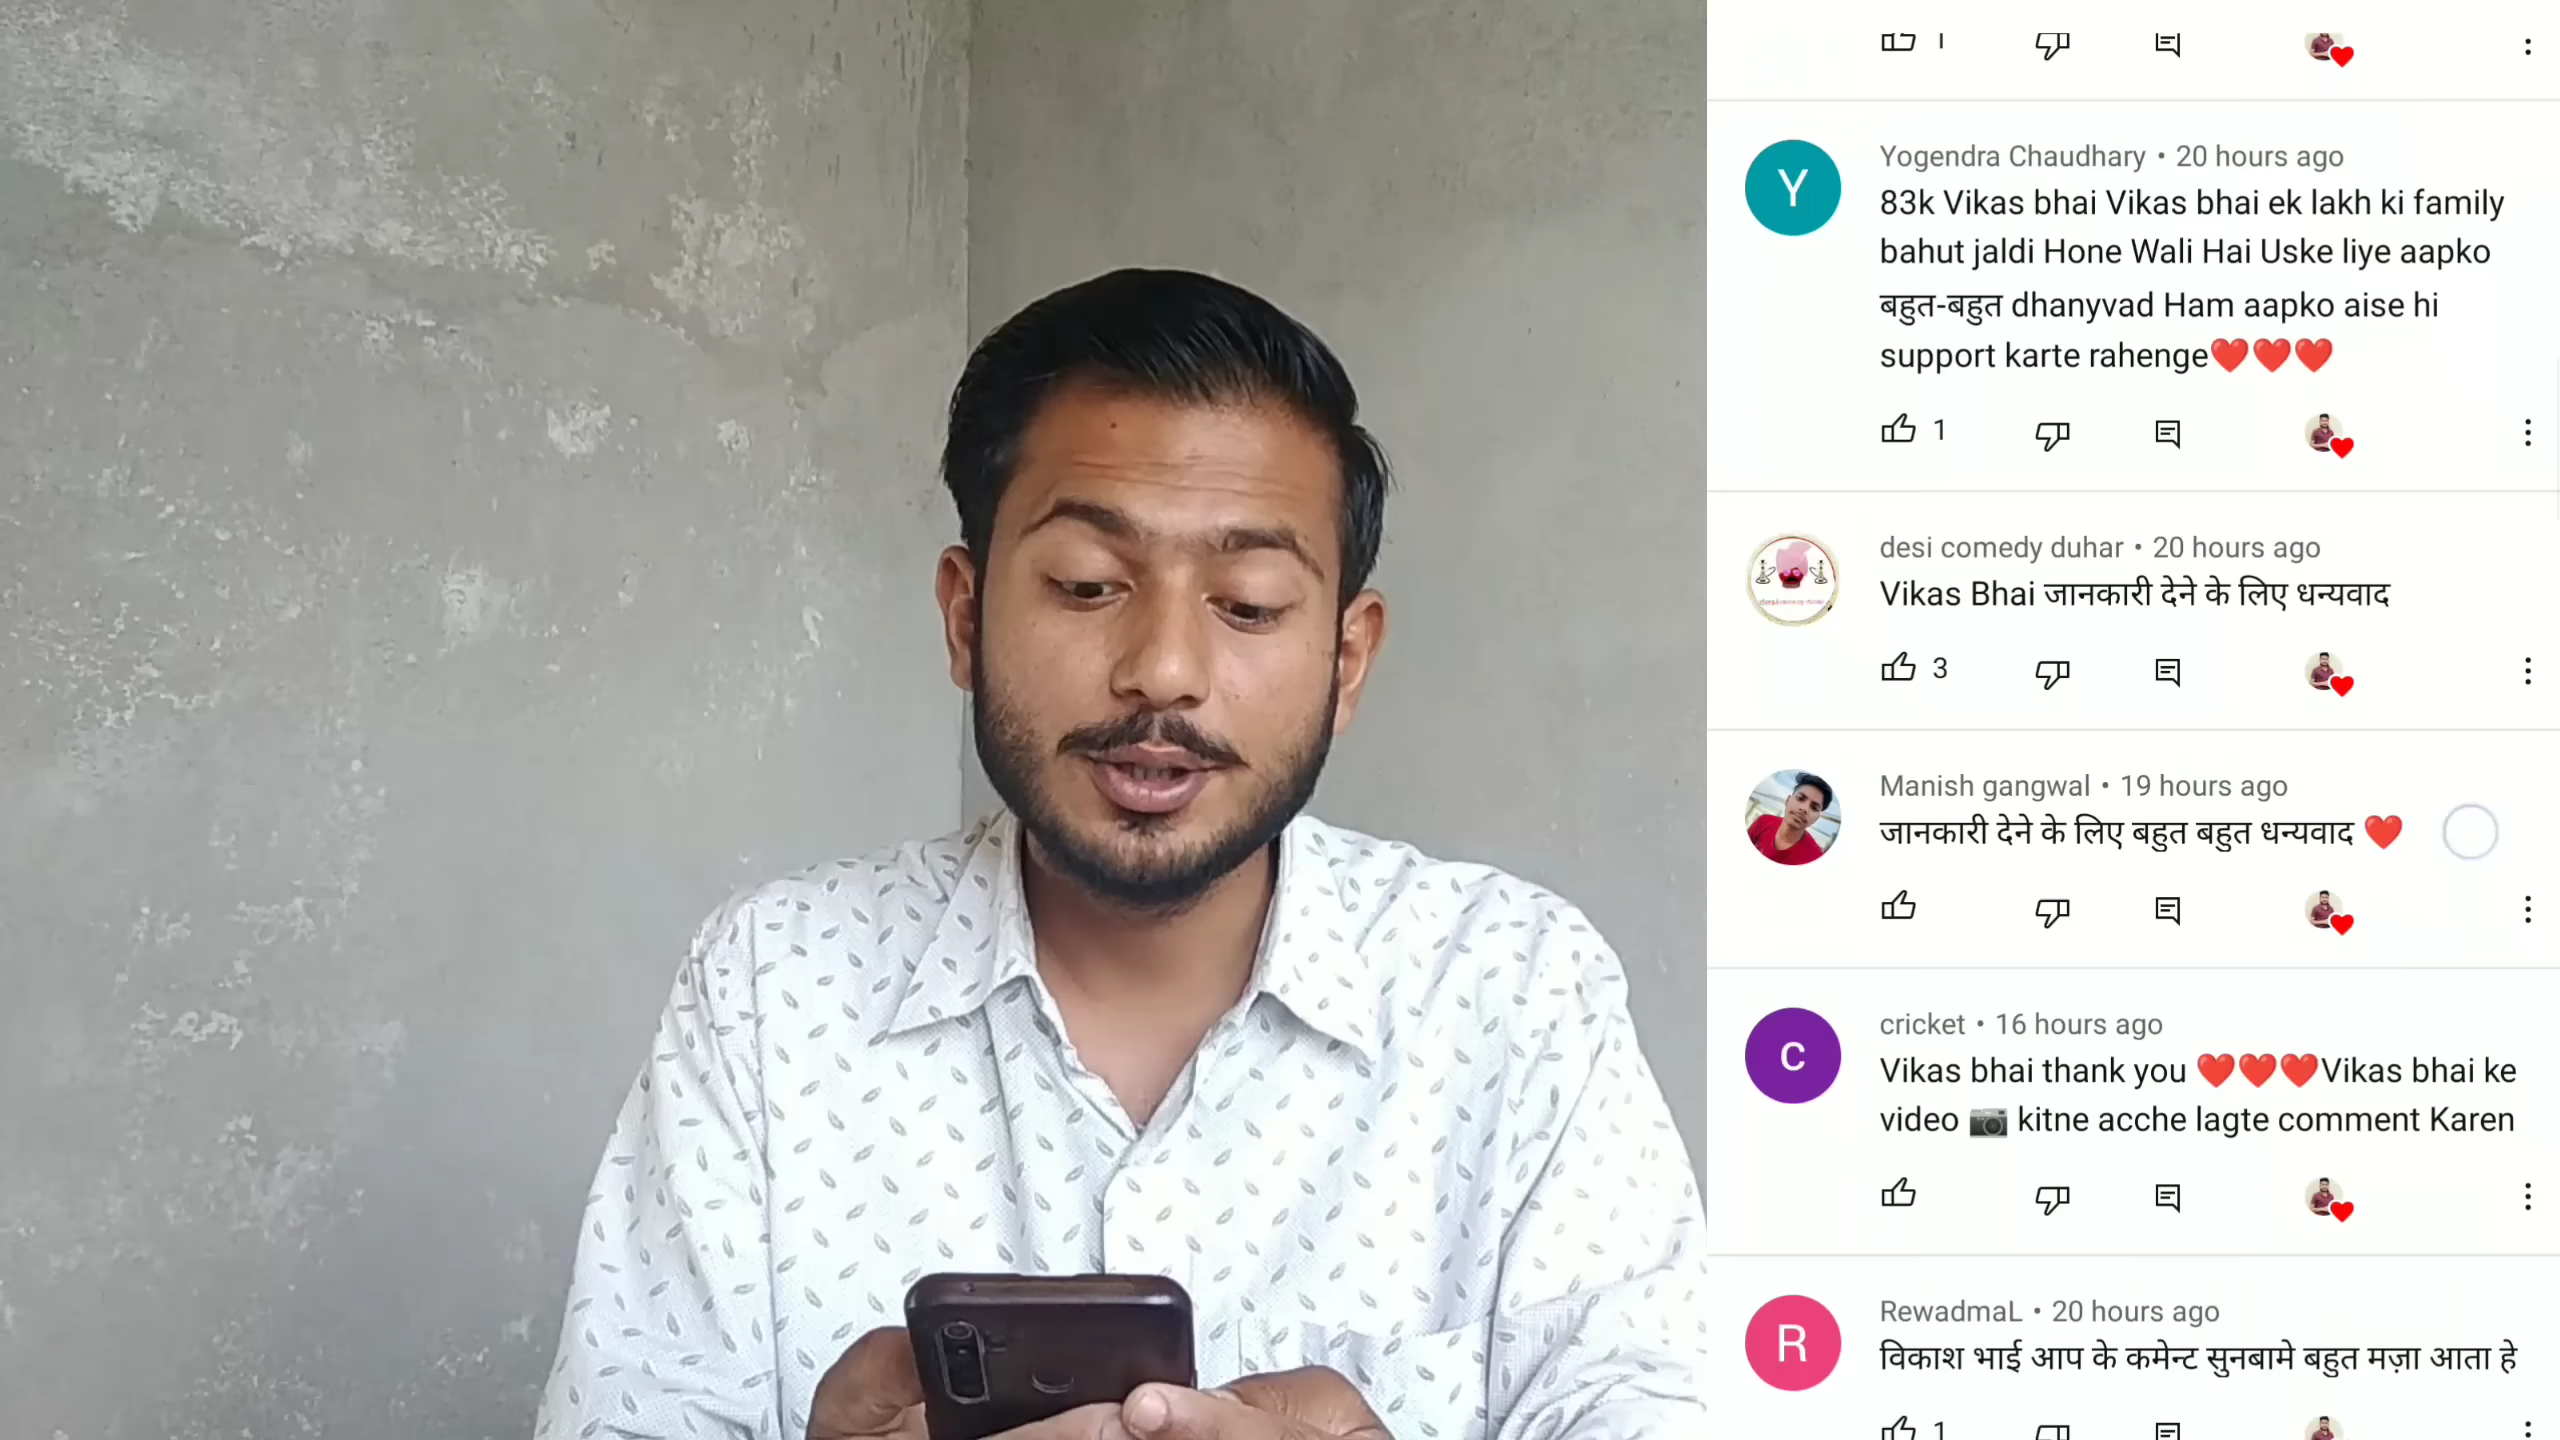 1
Yogendra Chaudhary • 20 hours ago
83k Vikas bhai Vikas bhai ek lakh ki family
bahut jaldi Hone Wali Hai Uske liye aapko
बहुत-बहुत dhanyvad Ham aapko aise hi
support karte rahenge❤️❤️❤️
1
Y
desi comedy duhar • 20 hours ago
Vikas Bhai जानकारी देने के लिए धन्यवाद
3
Manish gangwal • 19 hours ago
जानकारी देने के लिए बहुत बहुत धन्यवाद ❤️
cricket • 16 hours ago
C
Vikas bhai thank you ❤️❤️❤️Vikas bhai ke
video 📷 kitne acche lagte comment Karen
RewadmaL • 20 hours ago
R
विकाश भाई आप के कमेन्ट सुनबामे बहुत मज़ा आता हे
1